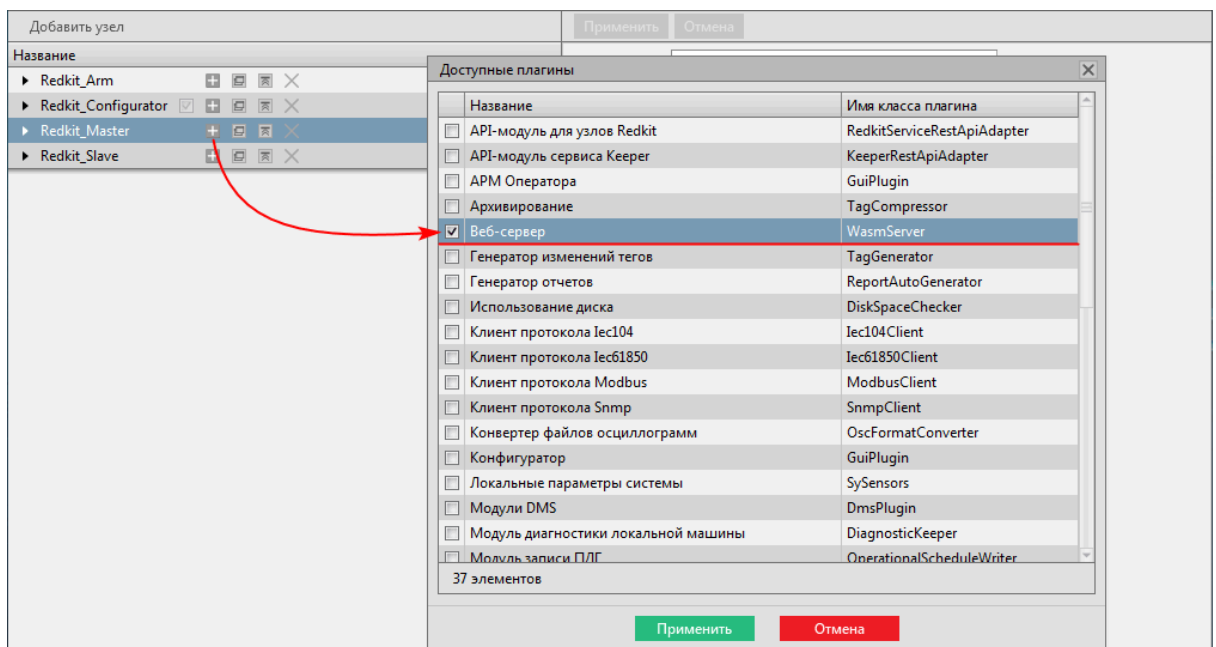 Добавить узел
Применить Отмена
Название
Redkit_Arm
Redkit_Configurator
Redkit_Master
Redkit_Slave
Доступные плагины
Название Имя класса плагина
API-модуль для узлов Redkit RedkitServiceRestApiAdapter
API-модуль сервиса Keeper KeeperRestApiAdapter
АРМ Оператора GuiPlugin
Архивирование TagCompressor
Веб-сервер WasmServer
Генератор изменений тегов TagGenerator
Генератор отчетов ReportAutoGenerator
Использование диска DiskSpaceChecker
Клиент протокола Iec104 Iec104Client
Клиент протокола Iec61850 Iec61850Client
Клиент протокола Modbus ModbusClient
Клиент протокола Snmp SnmpClient
Конвертер файлов осциллограмм OscFormatConverter
Конфигуратор GuiPlugin
Локальные параметры системы SySensors
Модули DMS DmsPlugin
Модуль диагностики локальной машины DiagnosticKeeper
Модуль записи ПДГ OperationalScheduleWriter
37 элементов
Применить Отмена